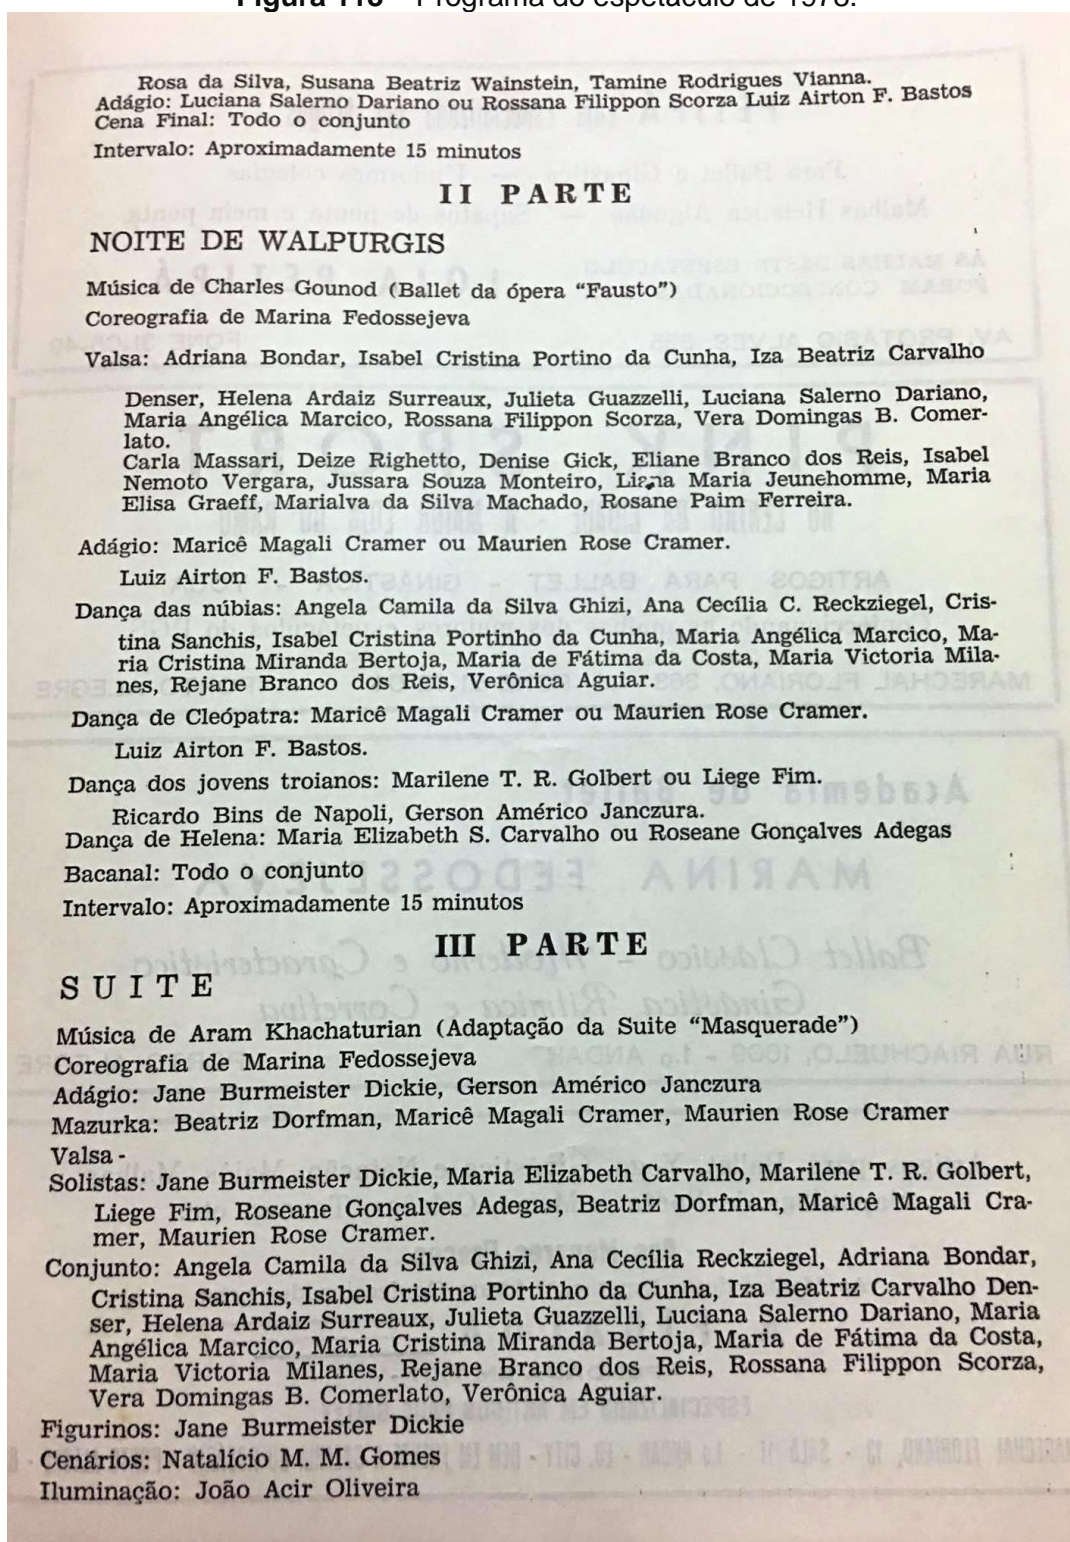 Rosa da Silva, Susana Beatriz Wainstein, Tamine Rodrigues Vianna.
Adágio: Luciana Salerno Dariano ou Rossana Filippon Scorza Luiz Airton F. Bastos
Cena Final: Todo o conjunto
Intervalo: Aproximadamente 15 minutos
II PARTE
NOITE DE WALPURGIS
Música de Charles Gounod (Ballet da ópera “Fausto”)
Coreografia de Marina Fedossejeva
Valsa: Adriana Bondar, Isabel Cristina Portino da Cunha, Iza Beatriz Carvalho
Denser, Helena Ardaiz Surreaux, Julieta Guazzelli, Luciana Salerno Dariano,
Maria Angélica Marcico, Rossana Filippon Scorza, Vera Domingas B. Comer-
lato.
Carla Massari, Deize Righetto, Denise Gick, Eliane Branco dos Reis, Isabel
Nemoto Vergara, Jussara Souza Monteiro, Maria Jeunehomme, Maria
Elisa Graeff, Marialva da Silva Machado, Rosane Paim Ferreira.
Adágio: Maricê Magali Cramer ou Maurien Rose Cramer.
Luiz Airton F. Bastos.
Dança das núbias: Angela Camila da Silva Ghizi, Ana Cecília C. Reckziegel, Cris-
tina Sanchis, Isabel Cristina Portinho da Cunha, Maria Angélica Marcico, Ma-
ria Cristina Miranda Bertoja, Maria de Fátima da Costa, Maria Victoria Mila-
nes, Rejane Branco dos Reis, Verônica Aguiar.
Dança de Cleópatra: Maricê Magali Cramer ou Maurien Rose Cramer.
Luiz Airton F. Bastos.
Dança dos jovens troianos: Marilene T. R. Golbert ou Liege Fim.
Ricardo Bins de Napoli, Gerson Américo Janczura.
Dança de Helena: Maria Elizabeth S. Carvalho ou Roseane Gonçalves Adegas
Bacanal: Todo o conjunto
Intervalo: Aproximadamente 15 minutos
III PARTE
SUITE
Música de Aram Khachaturian (Adaptação da Suite “Masquerade”)
Coreografia de Marina Fedossejeva
Adágio: Jane Burmeister Dickie, Gerson Américo Janczura
Mazurka: Beatriz Dorfman, Maricê Magali Cramer, Maurien Rose Cramer
Valsa -
Solistas: Jane Burmeister Dickie, Maria Elizabeth Carvalho, Marilene T. R. Golbert,
Liege Fim, Roseane Gonçalves Adegas, Beatriz Dorfman, Maricê Magali Cra-
mer, Maurien Rose Cramer.
Conjunto: Angela Camila da Silva Ghizi, Ana Cecília Reckziegel, Adriana Bondar,
Cristina Sanchis, Isabel Cristina Portinho da Cunha, Iza Beatriz Carvalho Den-
ser, Helena Ardaiz Surreaux, Julieta Guazzelli, Luciana Salerno Dariano, Maria
Angélica Marcico, Maria Cristina Miranda Bertoja, Maria de Fátima da Costa,
Maria Victoria Milanes, Rejane Branco dos Reis, Rossana Filippon Scorza,
Vera Domingas B. Comerlato, Verônica Aguiar.
Figurinos: Jane Burmeister Dickie
Cenários: Natalício M. M. Gomes
Iluminação: João Acir Oliveira